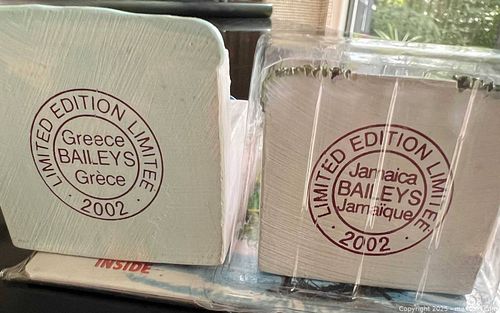 LIMITED EDITION LIMITEE
Greece
BAILEYS
Grèce
· 2002 ·
LIMITED EDITION LIMITEE
Jamaica
BAILEYS
Jamaïque
· 2002 ·
INSIDE